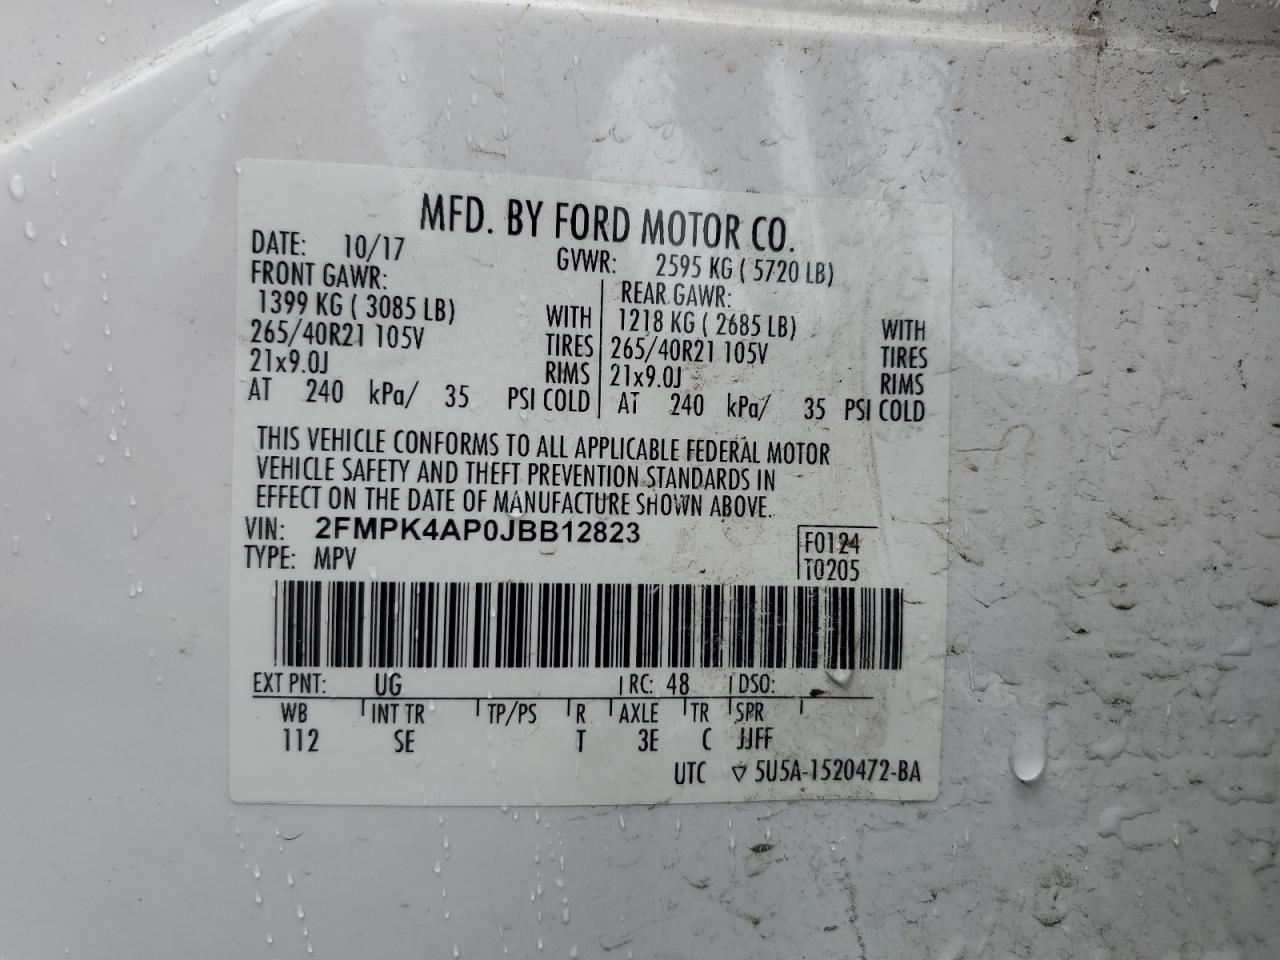 MFD. BY FORD MOTOR CO.
DATE: 10/17 GVWR: 2595 KG ( 5720 LB)
FRONT GAWR: REAR GAWR:
1399 KG ( 3085 LB) WITH 1218 KG ( 2685 LB) WITH
265/40R21 105V TIRES 265/40R21 105V TIRES
21x9.0J RIMS 21x9.0J RIMS
AT 240 kPa/ 35 PSI COLD AT 240 kPa/ 35 PSI COLD
THIS VEHICLE CONFORMS TO ALL APPLICABLE FEDERAL MOTOR
VEHICLE SAFETY AND THEFT PREVENTION STANDARDS IN
EFFECT ON THE DATE OF MANUFACTURE SHOWN ABOVE.
VIN: 2FMPK4AP0JBB12823
TYPE: MPV
F0124
T0205
EXT PNT: UG RC: 48 DSO:
WB INT TR TP/PS R AXLE TR SPR
112 SE T 3E C JJFF
UTC ▽ 5U5A-1520472-BA